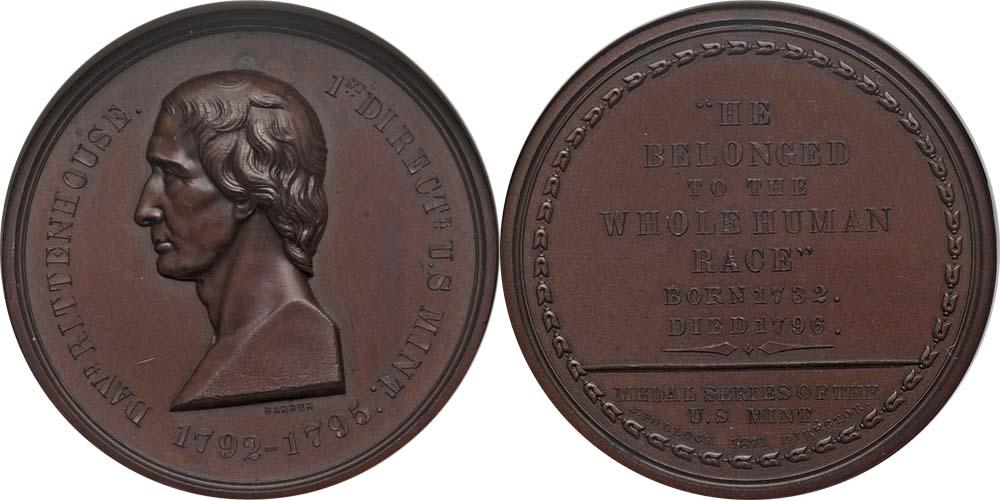 DAVᴰ RITTENHOUSE.
1ˢᵀ DIRECTᴿ U.S MINT.
1792-1795.
BARBER
"HE
BELONGED
TO THE
WHOLE HUMAN
RACE"
BORN 1732.
DIED 1796.
MEDAL SERIES OF THE
U.S MINT.
J.POLLOCK 1871 DIRECTOR